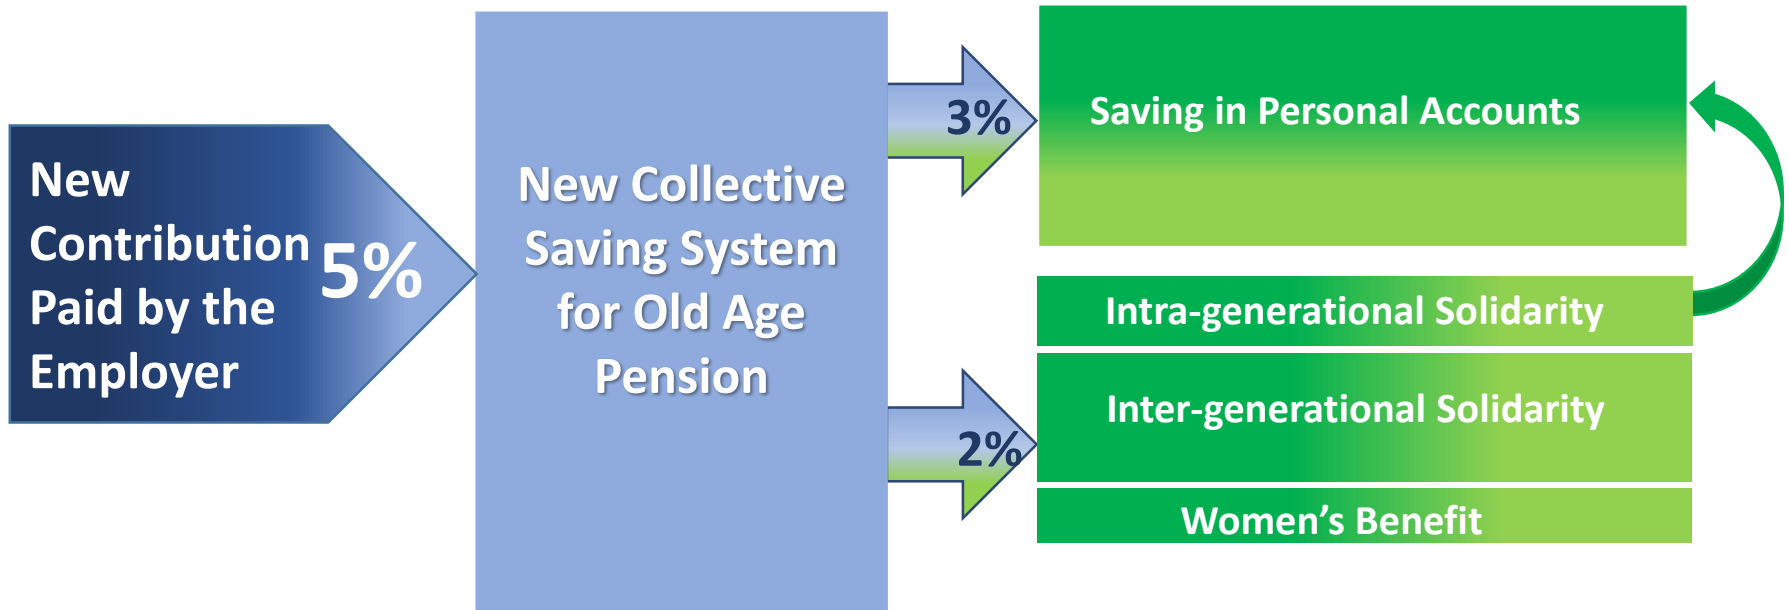 New
Contribution
Paid by the
Employer
5%
New Collective
Saving System
for Old Age
Pension
3%
2%
Saving in Personal Accounts
Intra-generational Solidarity
Inter-generational Solidarity
Women’s Benefit